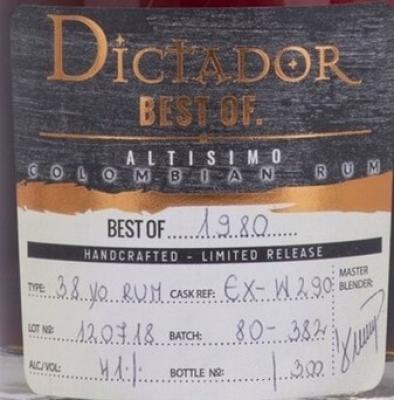 DICTADOR
BEST OF.
ALTISIMO
COLOMBIAN RUM
BEST OF 1980
HANDCRAFTED - LIMITED RELEASE
TYPE: 38 yo RUM CASK REF: EX-W290 MASTER BLENDER:
LOT Nº: 120718 BATCH: 80-382
ALC/VOL: 41% BOTTLE Nº: 1 300